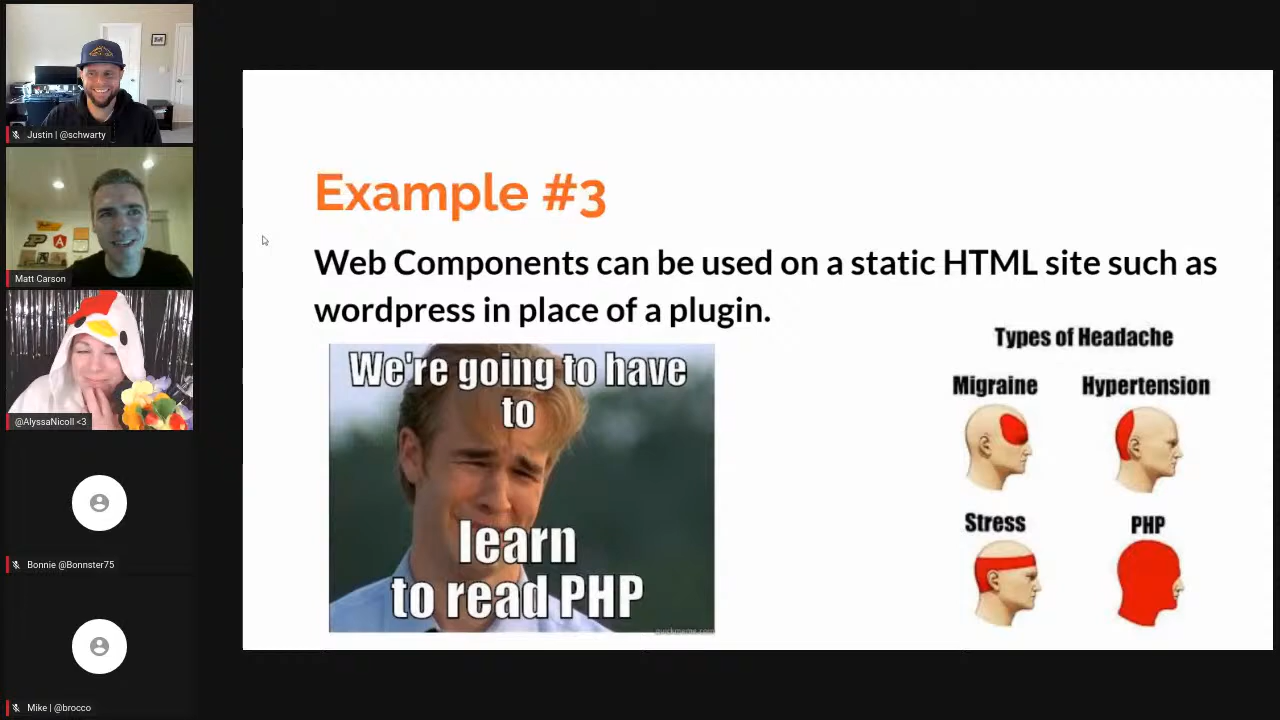 Justin | @schwarty
Matt Carson
@AlyssaNicoll <3
Bonnie @Bonnster75
Mike | @brocco
Example #3
Web Components can be used on a static HTML site such as
wordpress in place of a plugin.
We're going to have
to
learn
to read PHP
quickmeme.com
Types of Headache
Migraine
Hypertension
Stress
PHP